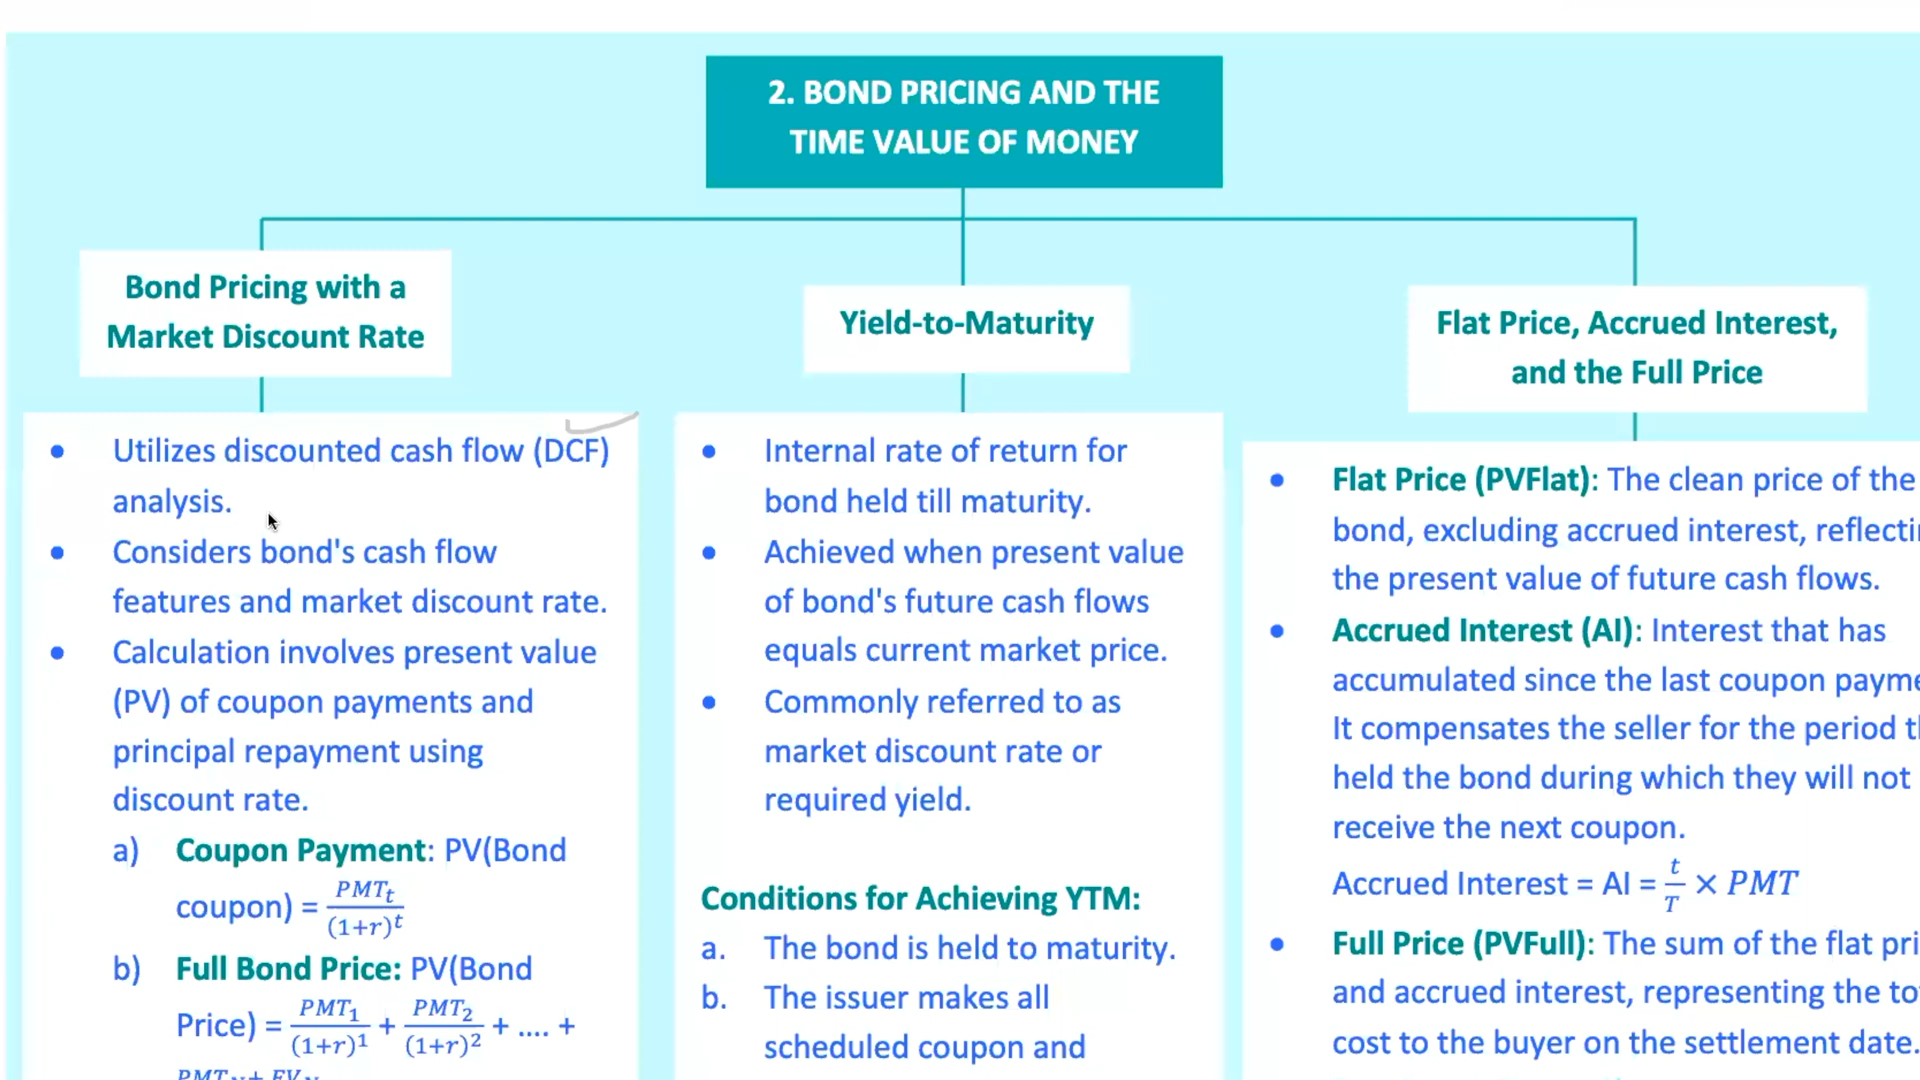 2. BOND PRICING AND THE
TIME VALUE OF MONEY
Bond Pricing with a
Market Discount Rate
• Utilizes discounted cash flow (DCF)
analysis.
• Considers bond's cash flow
features and market discount rate.
• Calculation involves present value
(PV) of coupon payments and
principal repayment using
discount rate.
a) Coupon Payment: PV(Bond
coupon) = PMTₜ/(1+r)ᵗ
b) Full Bond Price: PV(Bond
Price) = PMT₁/(1+r)¹ + PMT₂/(1+r)² + .... +
Yield-to-Maturity
• Internal rate of return for
bond held till maturity.
• Achieved when present value
of bond's future cash flows
equals current market price.
• Commonly referred to as
market discount rate or
required yield.
Conditions for Achieving YTM:
a. The bond is held to maturity.
b. The issuer makes all
scheduled coupon and
Flat Price, Accrued Interest,
and the Full Price
• Flat Price (PVFlat): The clean price of the
bond, excluding accrued interest, reflecti
the present value of future cash flows.
• Accrued Interest (AI): Interest that has
accumulated since the last coupon payme
It compensates the seller for the period t
held the bond during which they will not
receive the next coupon.
Accrued Interest = AI = t/T × PMT
• Full Price (PVFull): The sum of the flat pri
and accrued interest, representing the to
cost to the buyer on the settlement date.